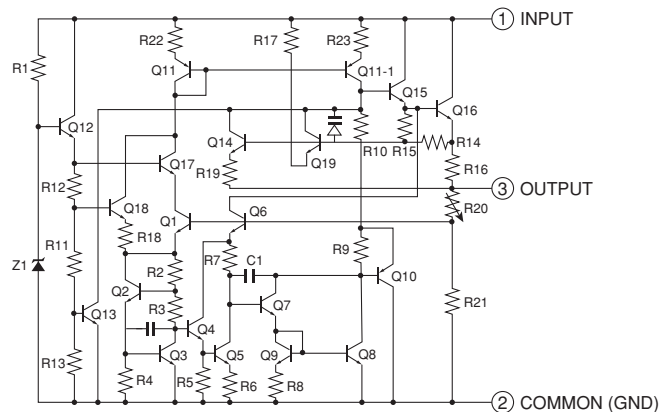 1 INPUT
R22
R17
R23
R1
Q11
Q11-1
Q15
Q16
Q12
Q14
R10
R15
R14
Q17
R19
Q19
R16
R12
3 OUTPUT
Q18
Q1
Q6
R20
R18
R11
R7
C1
R9
Z1
R2
Q10
Q2
R3
Q7
R21
Q13
Q4
R13
Q3
Q5
Q9
Q8
R4
R5
R6
R8
2 COMMON (GND)